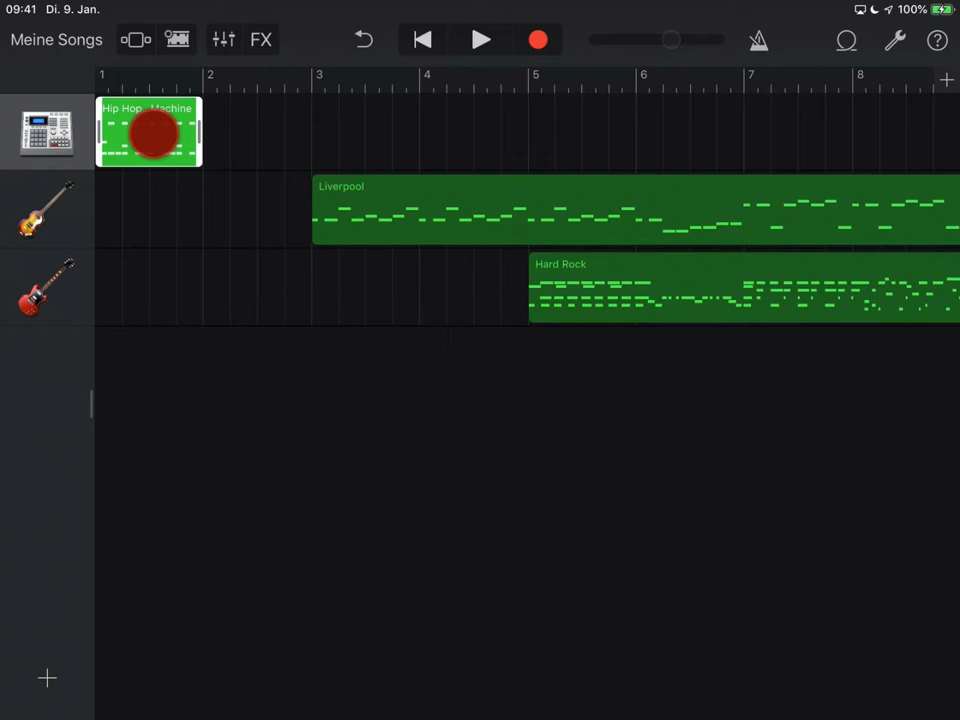 09:41 Di. 9. Jan.
100%
Meine Songs
FX
1 2 3 4 5 6 7 8
Hip Hop Machine
Liverpool
Hard Rock